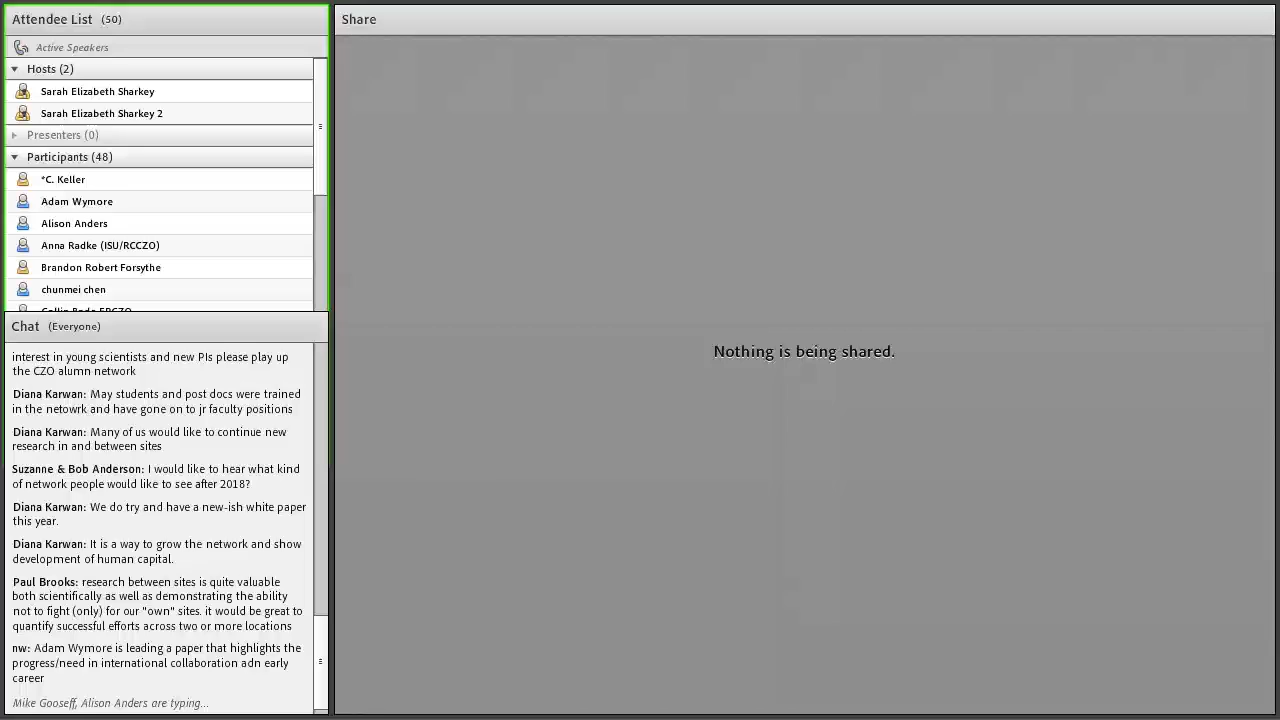 Attendee List (50)
Active Speakers
Hosts (2)
Sarah Elizabeth Sharkey
Sarah Elizabeth Sharkey 2
Presenters (0)
Participants (48)
*C. Keller
Adam Wymore
Alison Anders
Anna Radke (ISU/RCCZO)
Brandon Robert Forsythe
chunmei chen
Chat (Everyone)
interest in young scientists and new PIs please play up
the CZO alumn network
Diana Karwan: May students and post docs were trained
in the netowrk and have gone on to jr faculty positions
Diana Karwan: Many of us would like to continue new
research in and between sites
Suzanne & Bob Anderson: I would like to hear what kind
of network people would like to see after 2018?
Diana Karwan: We do try and have a new-ish white paper
this year.
Diana Karwan: It is a way to grow the network and show
development of human capital.
Paul Brooks: research between sites is quite valuable
both scientifically as well as demonstrating the ability
not to fight (only) for our "own" sites. it would be great to
quantify successful efforts across two or more locations
nw: Adam Wymore is leading a paper that highlights the
progress/need in international collaboration adn early
career
Mike Gooseff, Alison Anders are typing...
Share
Nothing is being shared.